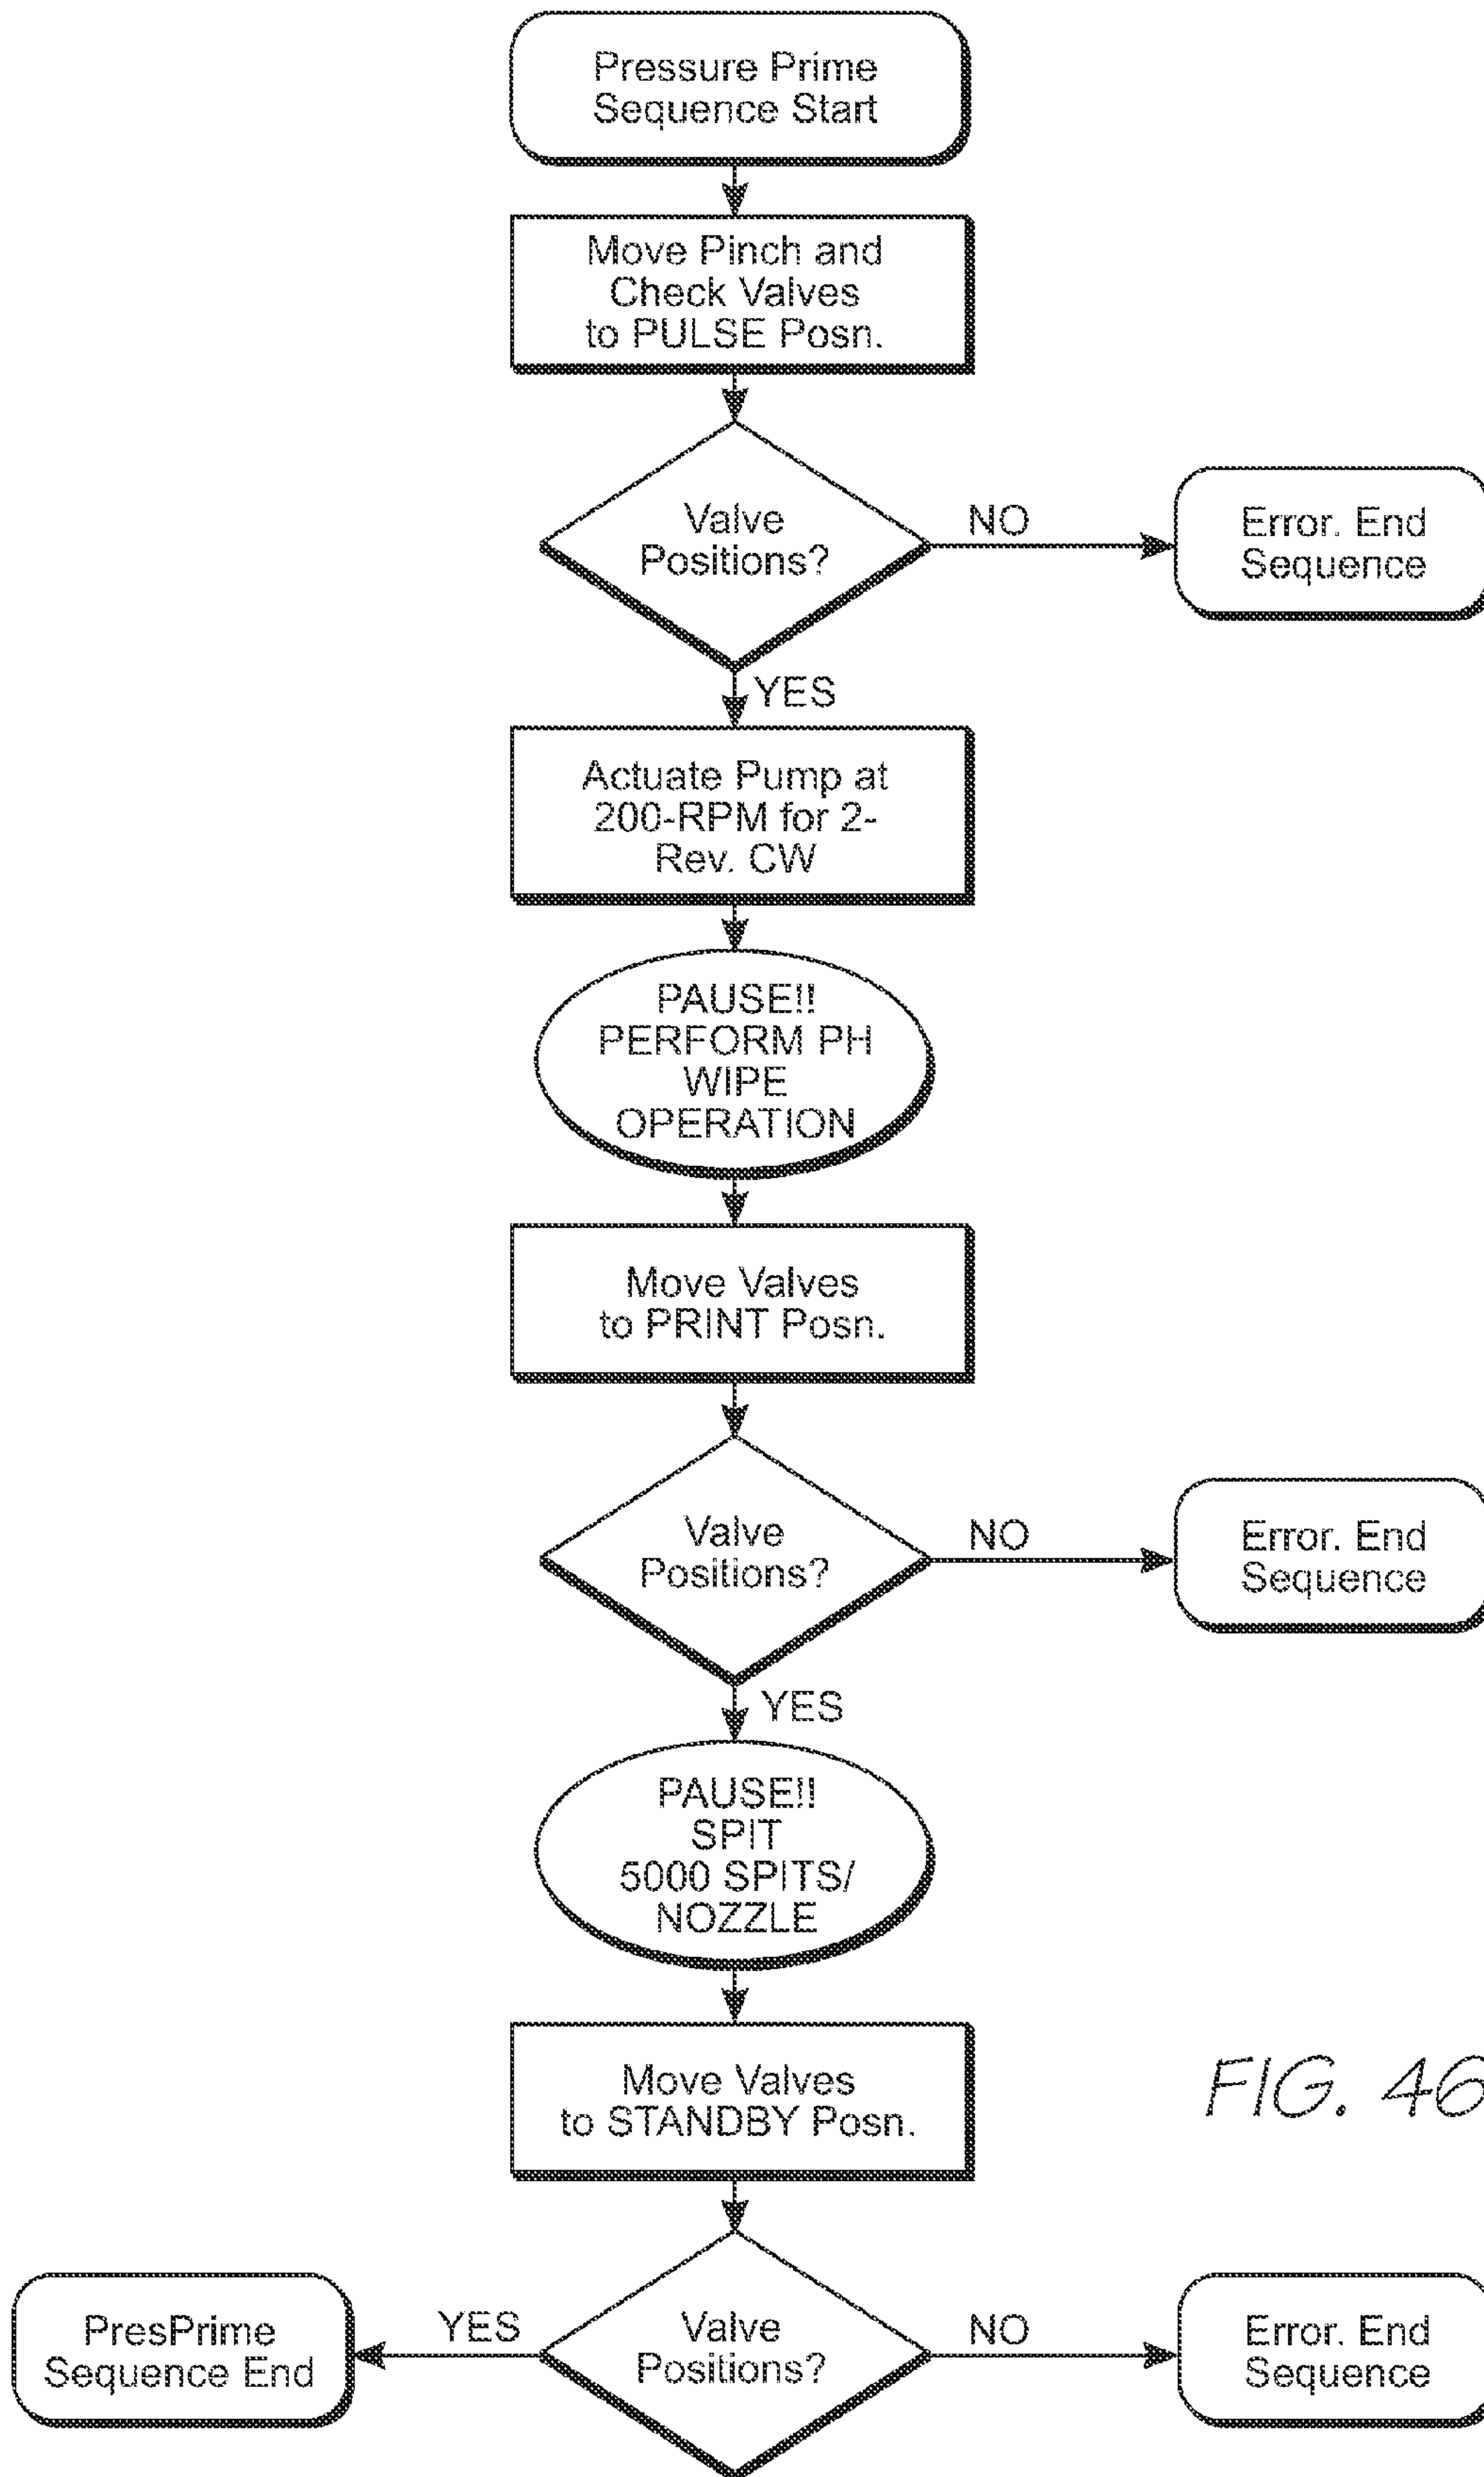 Pressure Prime
Sequence Start
Move Pinch and
Check Valves
to PULSE Posn.
Valve
Positions?
NO
Error. End
Sequence
YES
Actuate Pump at
200-RPM for 2-
Rev. CW
PAUSE!!
PERFORM PH
WIPE
OPERATION
Move Valves
to PRINT Posn.
Valve
Positions?
NO
Error. End
Sequence
YES
PAUSE!!
SPIT
5000 SPITS/
NOZZLE
Move Valves
to STANDBY Posn.
FIG. 46
PresPrime
Sequence End
YES
Valve
Positions?
NO
Error. End
Sequence